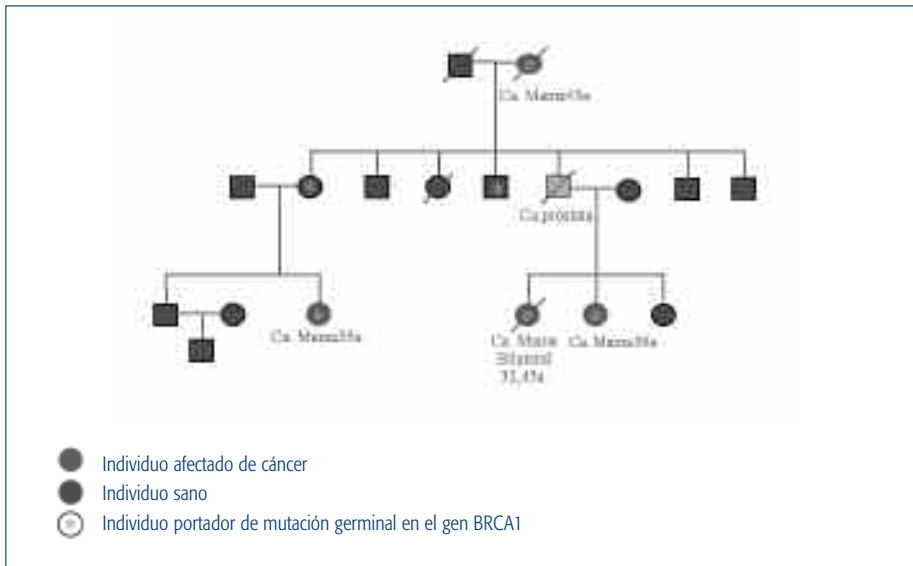 Ca. Mama
Ca. próstata
Ca. Mama
Ca. Mama
Bilateral
Ca. Mama
Individuo afectado de cáncer
Individuo sano
Individuo portador de mutación germinal en el gen BRCA1